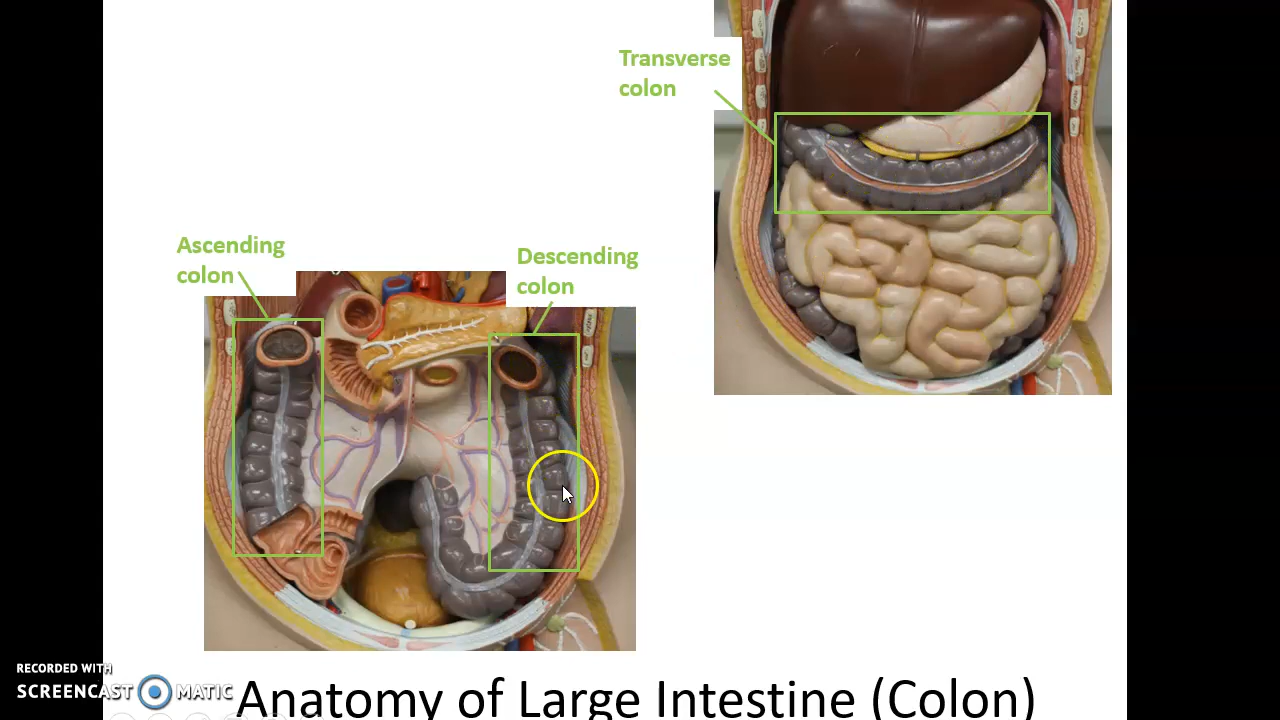 Transverse
colon
Ascending
colon
Descending
colon
RECORDED WITH
SCREENCAST MATIC
Anatomy of Large Intestine (Colon)